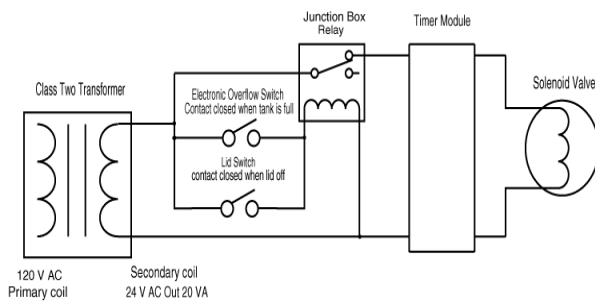 Junction Box
Relay
Timer Module
Class Two Transformer
Electronic Overflow Switch
Contact closed when tank is full
Solenoid Valve
Lid Switch
contact closed when lid off
120 V AC
Primary coil
Secondary coil
24 V AC Out 20 VA